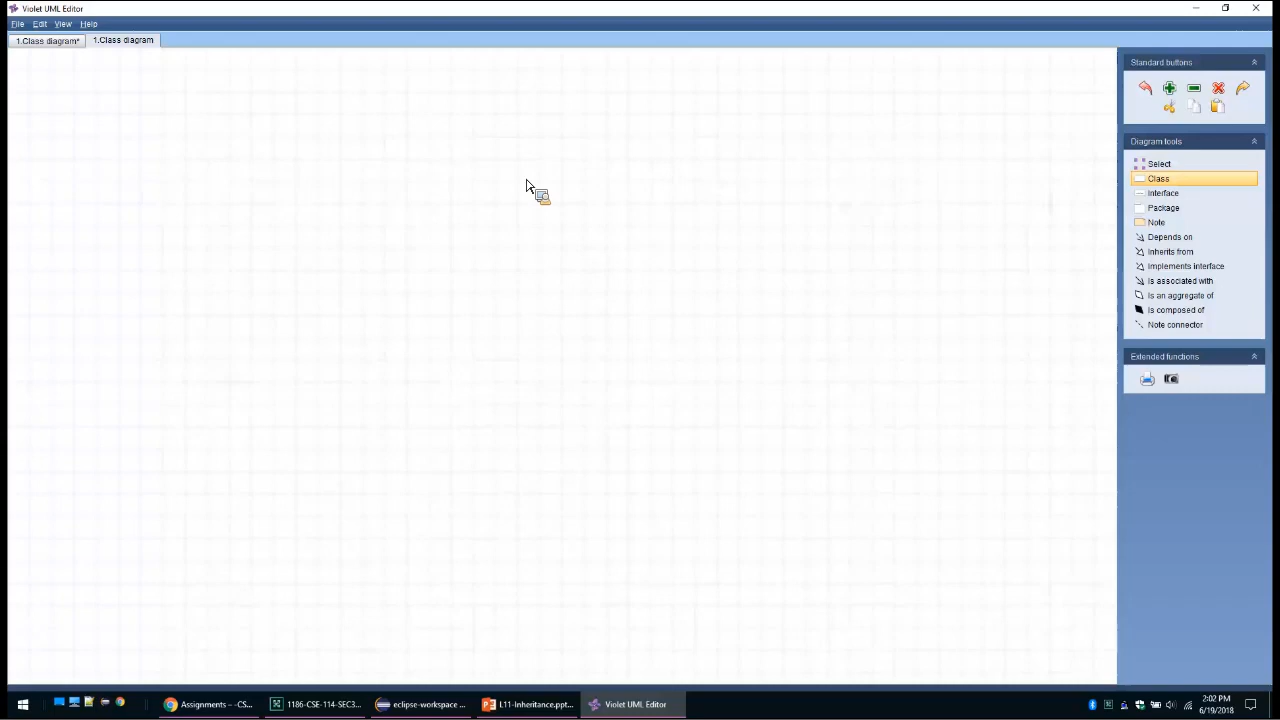 Violet UML Editor
File Edit View Help
1.Class diagram* 1.Class diagram
Standard buttons
Diagram tools
Select
Class
Interface
Package
Note
Depends on
Inherits from
Implements interface
Is associated with
Is an aggregate of
Is composed of
Note connector
Extended functions
Assignments - -CS... 1186-CSE-114-SEC3... eclipse-workspace ... L11-Inheritance.ppt... Violet UML Editor
2:02 PM
6/19/2018